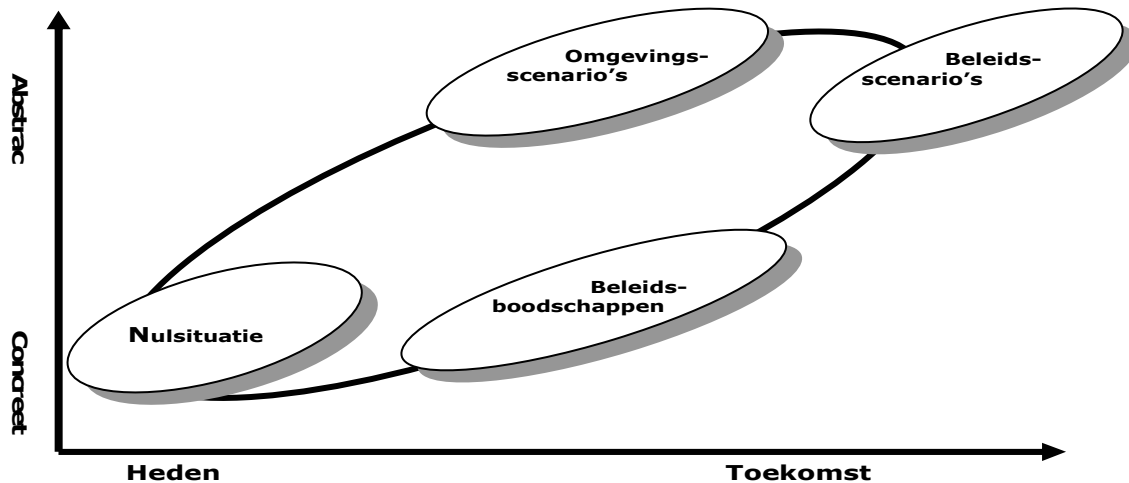 Abstrac
Concreet
Omgevings-
scenario's
Beleids-
scenario's
Beleids-
boodschappen
Nulsituatie
Heden
Toekomst